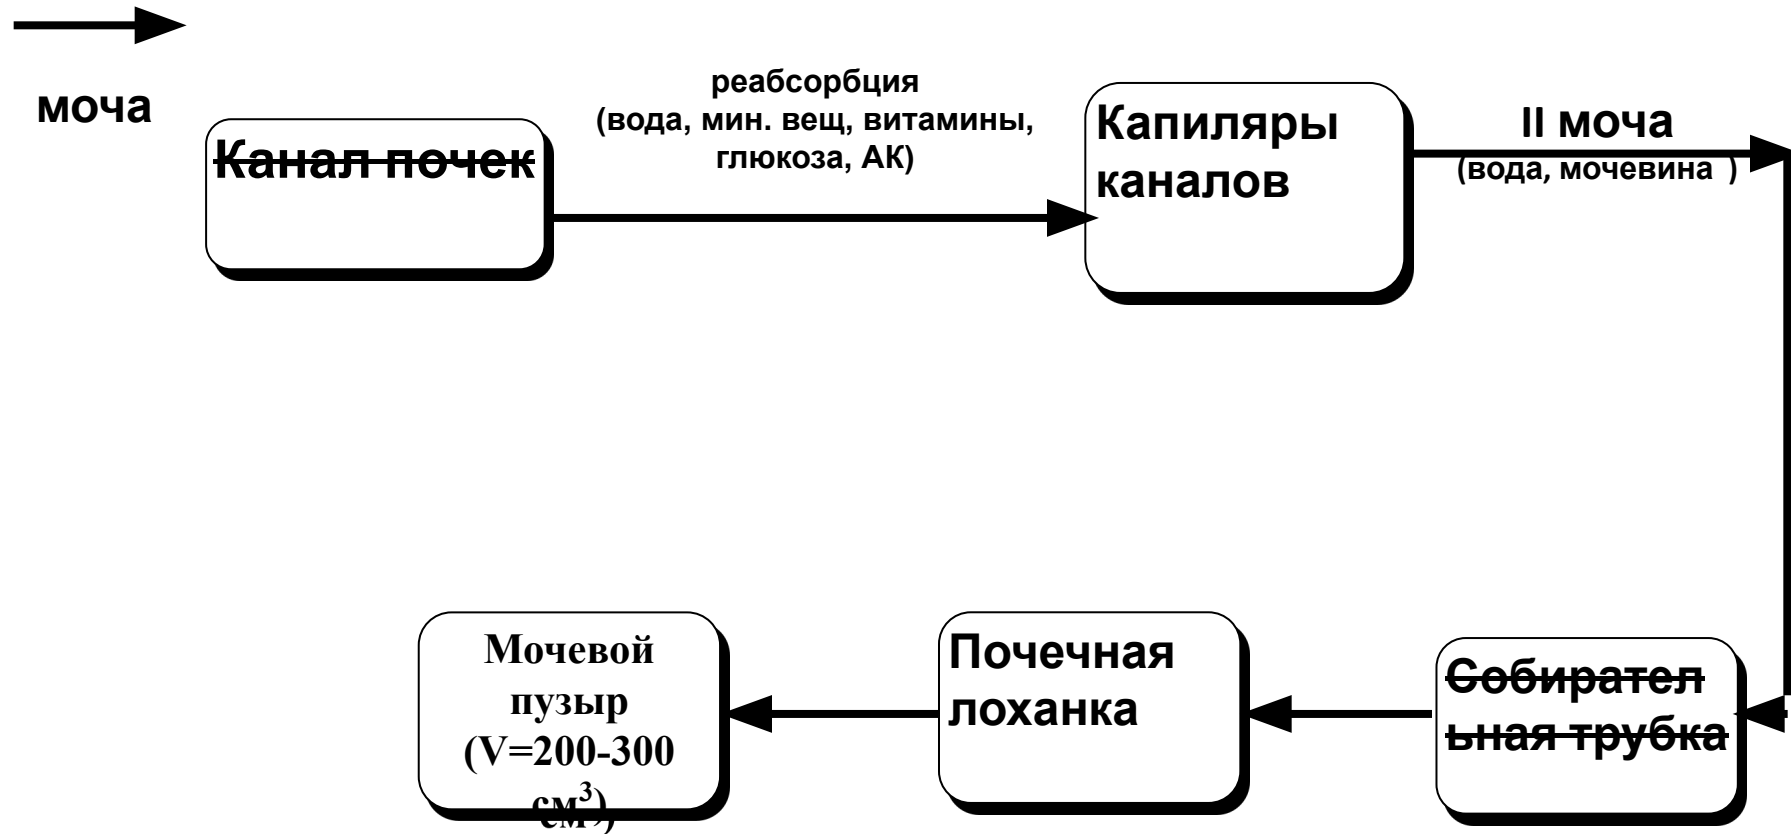 моча
Канал почек
реабсорбция
(вода, мин. вещ, витамины,
глюкоза, АК)
Капиляры
каналов
II моча
(вода, мочевина )
Мочевой
пузыр
(V=200-300
см³)
Почечная
лоханка
Собирател
ьная трубка